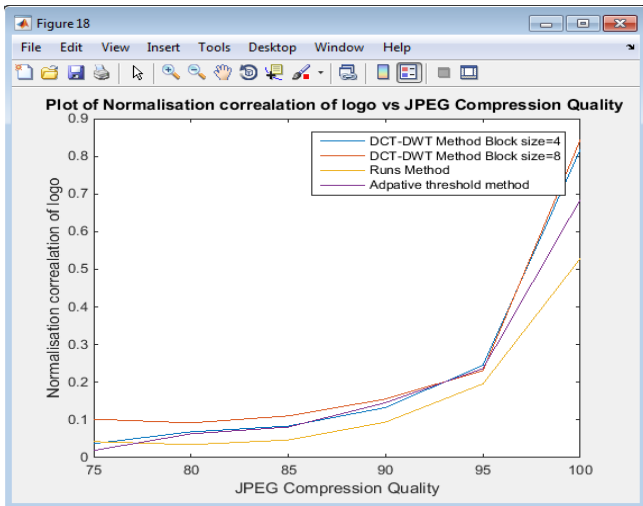 Figure 18
File Edit View Insert Tools Desktop Window Help
Plot of Normalisation correalation of logo vs JPEG Compression Quality
DCT-DWT Method Block size=4
DCT-DWT Method Block size=8
Runs Method
Adpative threshold method
Normalisation correalation of logo
0.9
0.8
0.7
0.6
0.5
0.4
0.3
0.2
0.1
0
75 80 85 90 95 100
JPEG Compression Quality